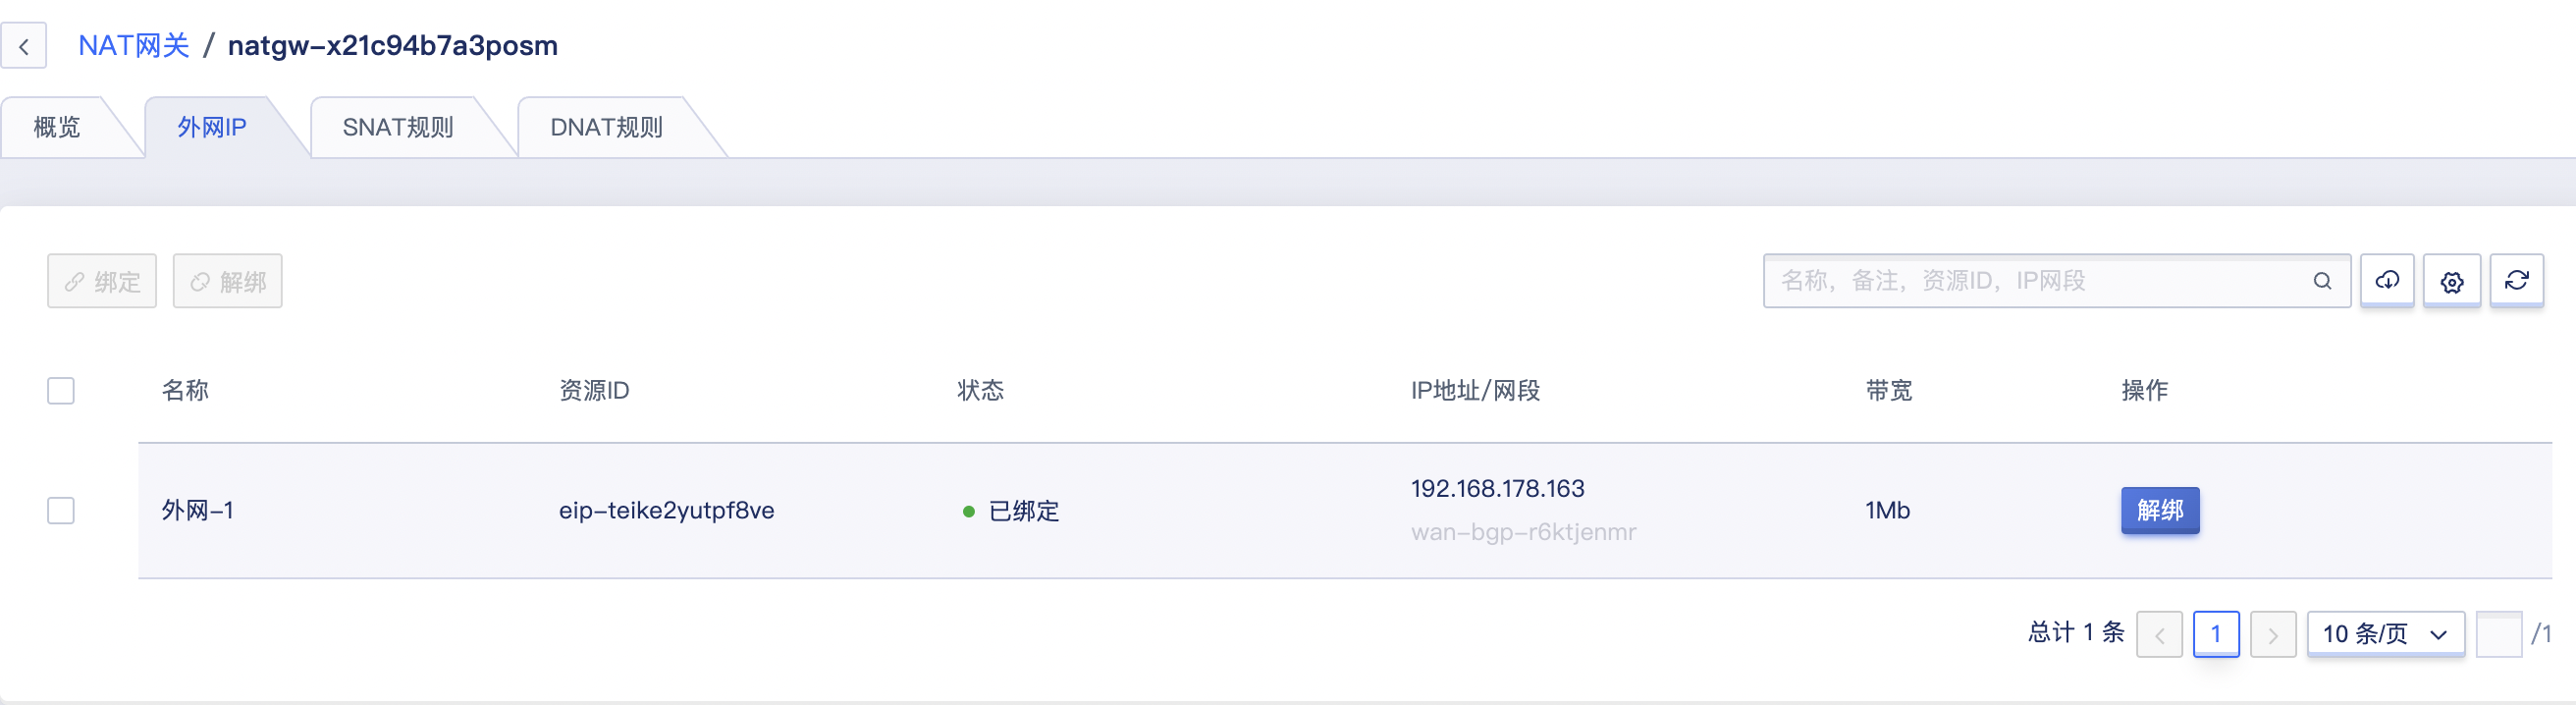 NAT网关 / natgw-x21c94b7a3posm
概览 外网IP SNAT规则 DNAT规则
绑定 解绑 名称，备注，资源ID，IP网段
名称 资源ID 状态 IP地址/网段 带宽 操作
外网-1 eip-teike2yutpf8ve 已绑定 192.168.178.163 1Mb 解绑
wan-bgp-r6ktjenmr
总计 1 条 1 10 条/页 /1